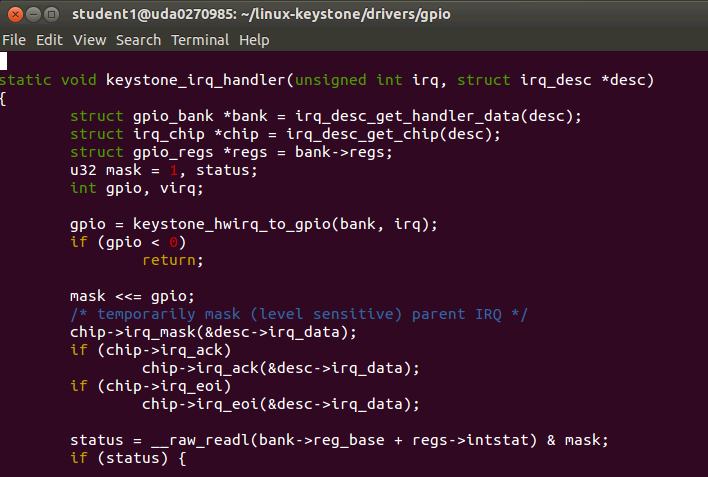 student1@uda0270985: ~/linux-keystone/drivers/gpio
File Edit View Search Terminal Help
static void keystone_irq_handler(unsigned int irq, struct irq_desc *desc)
{
        struct gpio_bank *bank = irq_desc_get_handler_data(desc);
        struct irq_chip *chip = irq_desc_get_chip(desc);
        struct gpio_regs *regs = bank->regs;
        u32 mask = 1, status;
        int gpio, virq;

        gpio = keystone_hwirq_to_gpio(bank, irq);
        if (gpio < 0)
                return;

        mask <<= gpio;
        /* temporarily mask (level sensitive) parent IRQ */
        chip->irq_mask(&desc->irq_data);
        if (chip->irq_ack)
                chip->irq_ack(&desc->irq_data);
        if (chip->irq_eoi)
                chip->irq_eoi(&desc->irq_data);

        status = __raw_readl(bank->reg_base + regs->intstat) & mask;
        if (status) {